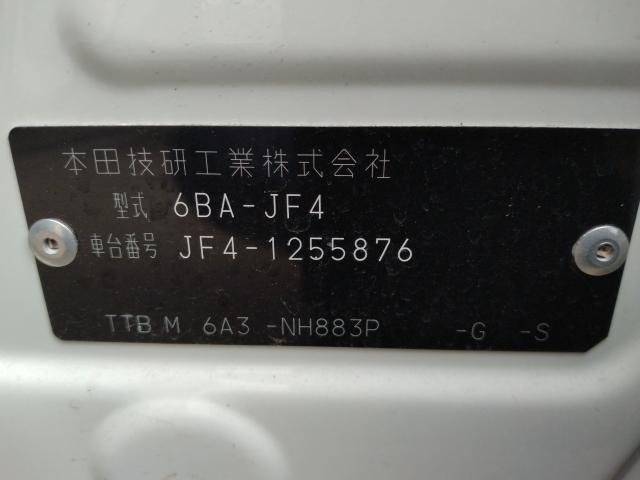 本田技研工業株式会社
型式 6BA-JF4
車台番号 JF4-1255876
TTB M 6A3 -NH883P -G -S